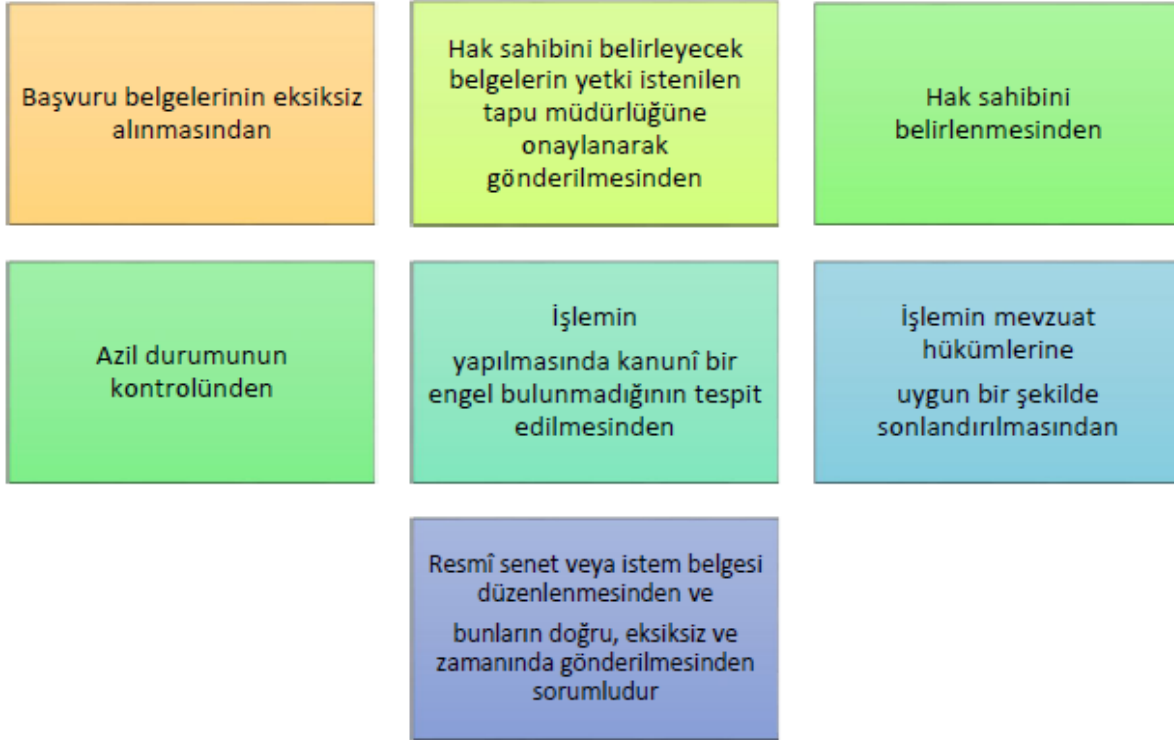 Başvuru belgelerinin eksiksiz
alınmasından
Hak sahibini belirleyecek
belgelerin yetki istenilen
tapu müdürlüğüne
onaylanarak
gönderilmesinden
Hak sahibini
belirlenmesinden
Azil durumunun
kontrolünden
İşlemin
yapılmasında kanunî bir
engel bulunmadığının tespit
edilmesinden
İşlemin mevzuat
hükümlerine
uygun bir şekilde
sonlandırılmasından
Resmî senet veya istem belgesi
düzenlenmesinden ve
bunların doğru, eksiksiz ve
zamanında gönderilmesinden
sorumludur